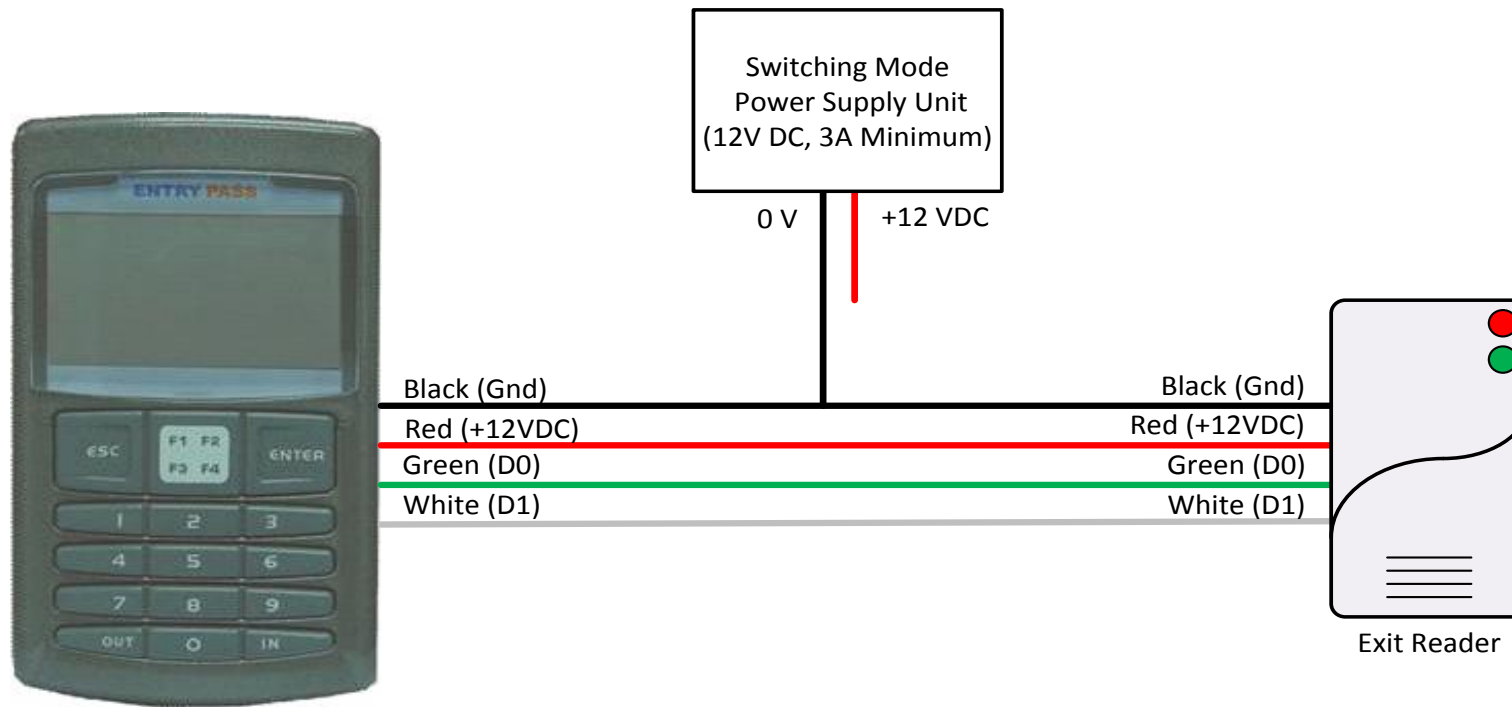 Switching Mode
Power Supply Unit
(12V DC, 3A Minimum)
0 V
+12 VDC
ENTRY PASS
Black (Gnd)
Black (Gnd)
Red (+12VDC)
Red (+12VDC)
Green (D0)
Green (D0)
White (D1)
White (D1)
ESC
F1 F2
F3 F4
ENTER
1 2 3
4 5 6
7 8 9
OUT 0 IN
Exit Reader